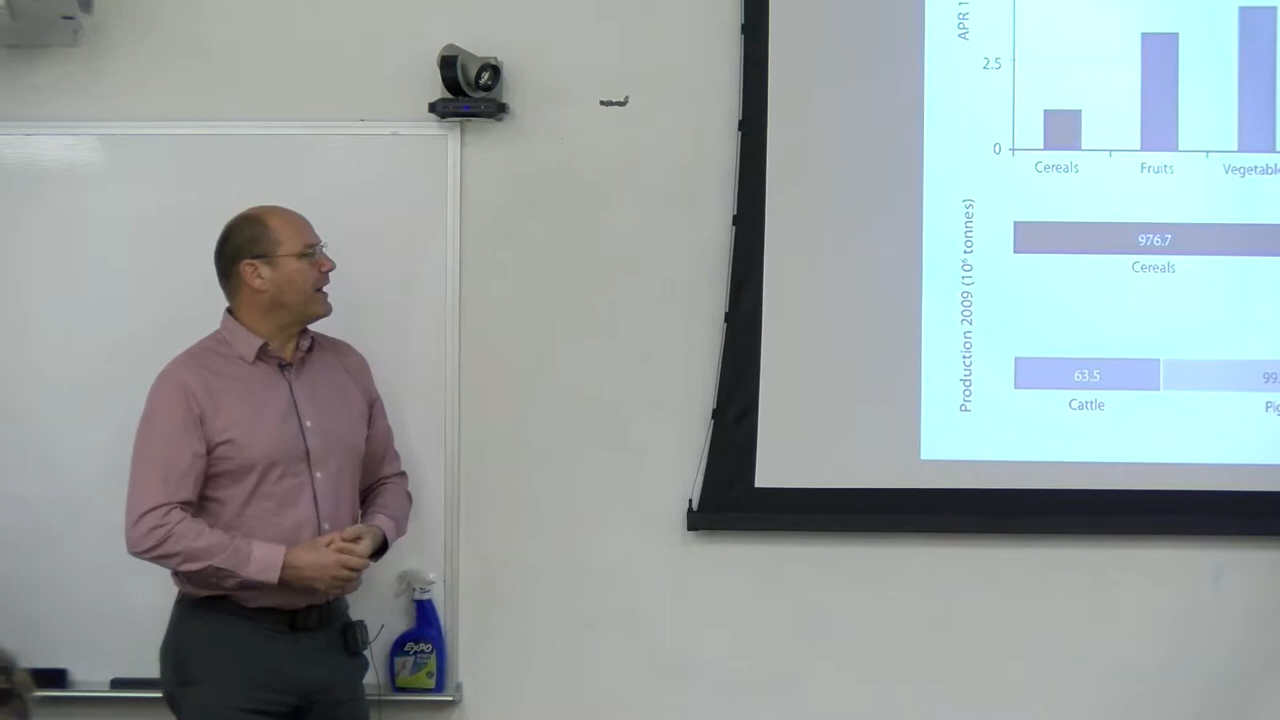 APR 1
2.5
0
Cereals
Fruits
Vegetabl
Production 2009 (10⁶ tonnes)
976.7
Cereals
63.5
99.
Cattle
Pig
EXPO